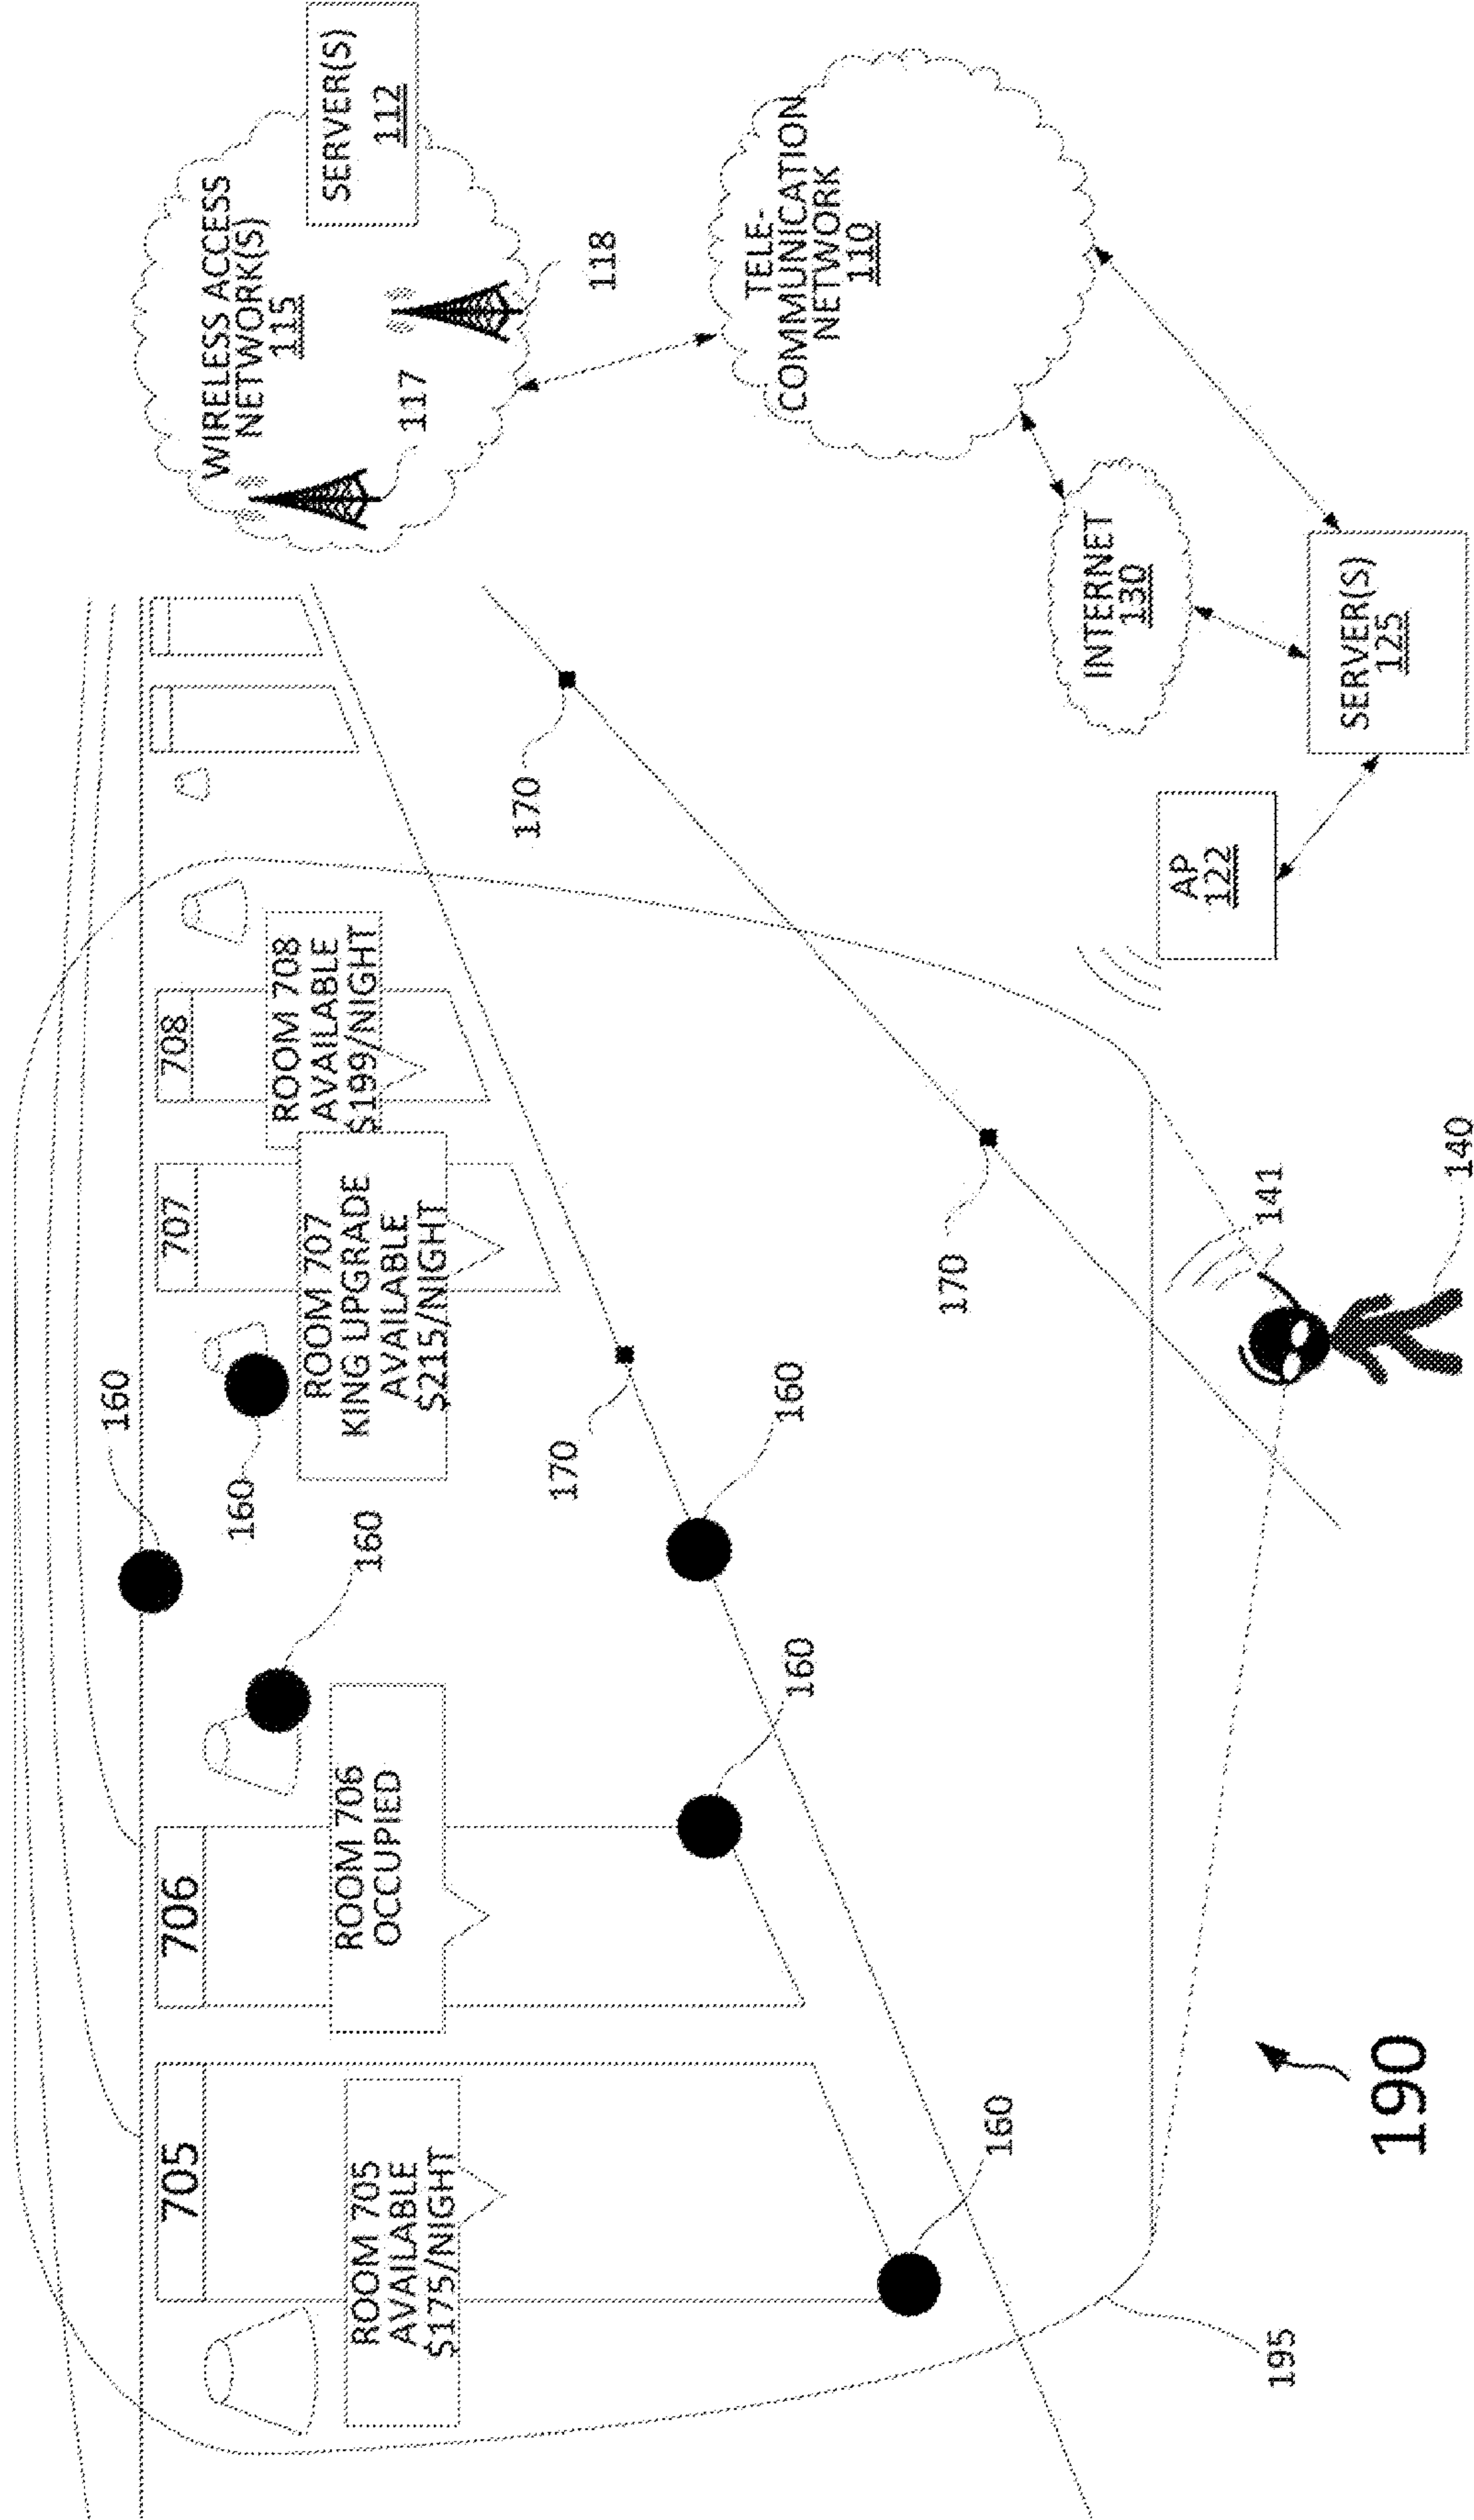 705
706
707
708
ROOM 705
AVAILABLE
$175/NIGHT
ROOM 706
OCCUPIED
ROOM 707
KING UPGRADE
AVAILABLE
$215/NIGHT
ROOM 708
AVAILABLE
$199/NIGHT
160
160
160
160
160
160
170
170
170
WIRELESS ACCESS
NETWORK(S)
115
SERVER(S)
112
117
118
TELE-
COMMUNICATION
NETWORK
110
INTERNET
130
SERVER(S)
125
AP
122
141
140
195
190